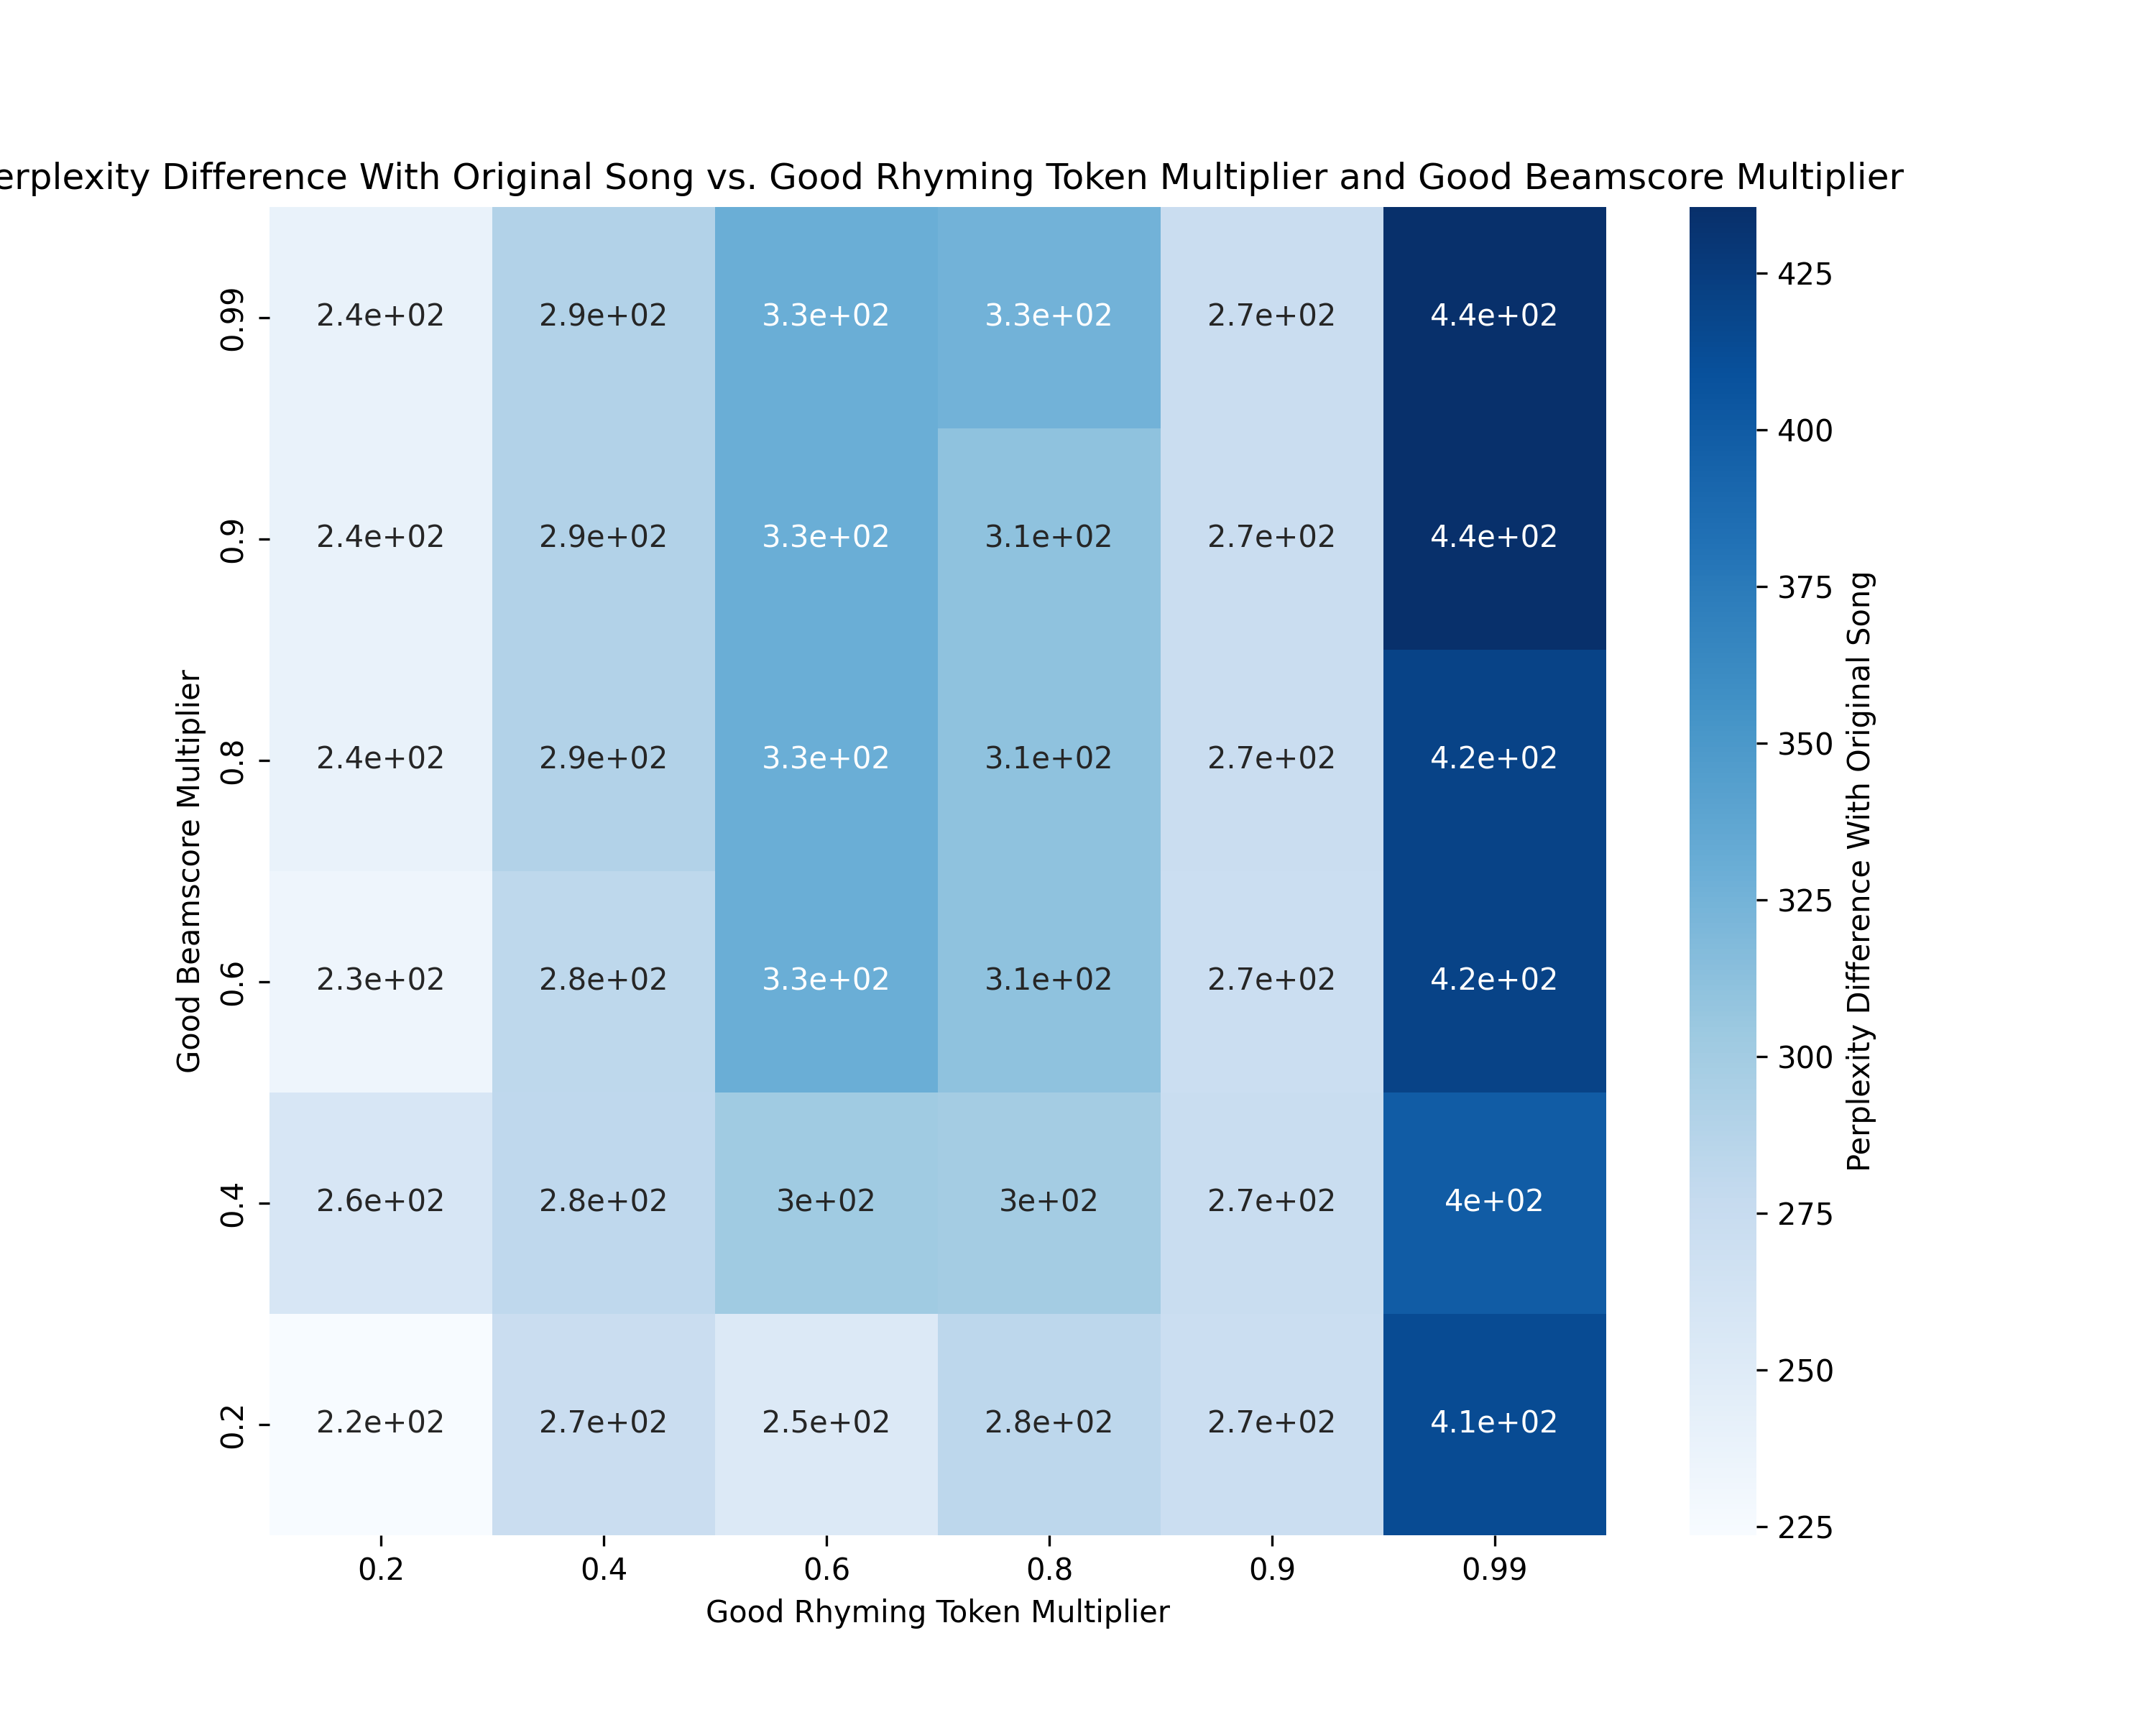 erplexity Difference With Original Song vs. Good Rhyming Token Multiplier and Good Beamscore Multiplier
0.99 2.4e+02 2.9e+02 3.3e+02 3.3e+02 2.7e+02 4.4e+02
0.9 2.4e+02 2.9e+02 3.3e+02 3.1e+02 2.7e+02 4.4e+02
0.8 2.4e+02 2.9e+02 3.3e+02 3.1e+02 2.7e+02 4.2e+02
0.6 2.3e+02 2.8e+02 3.3e+02 3.1e+02 2.7e+02 4.2e+02
0.4 2.6e+02 2.8e+02 3e+02 3e+02 2.7e+02 4e+02
0.2 2.2e+02 2.7e+02 2.5e+02 2.8e+02 2.7e+02 4.1e+02
0.2 0.4 0.6 0.8 0.9 0.99
Good Rhyming Token Multiplier
Good Beamscore Multiplier
425
400
375
350
325
300
275
250
225
Perplexity Difference With Original Song